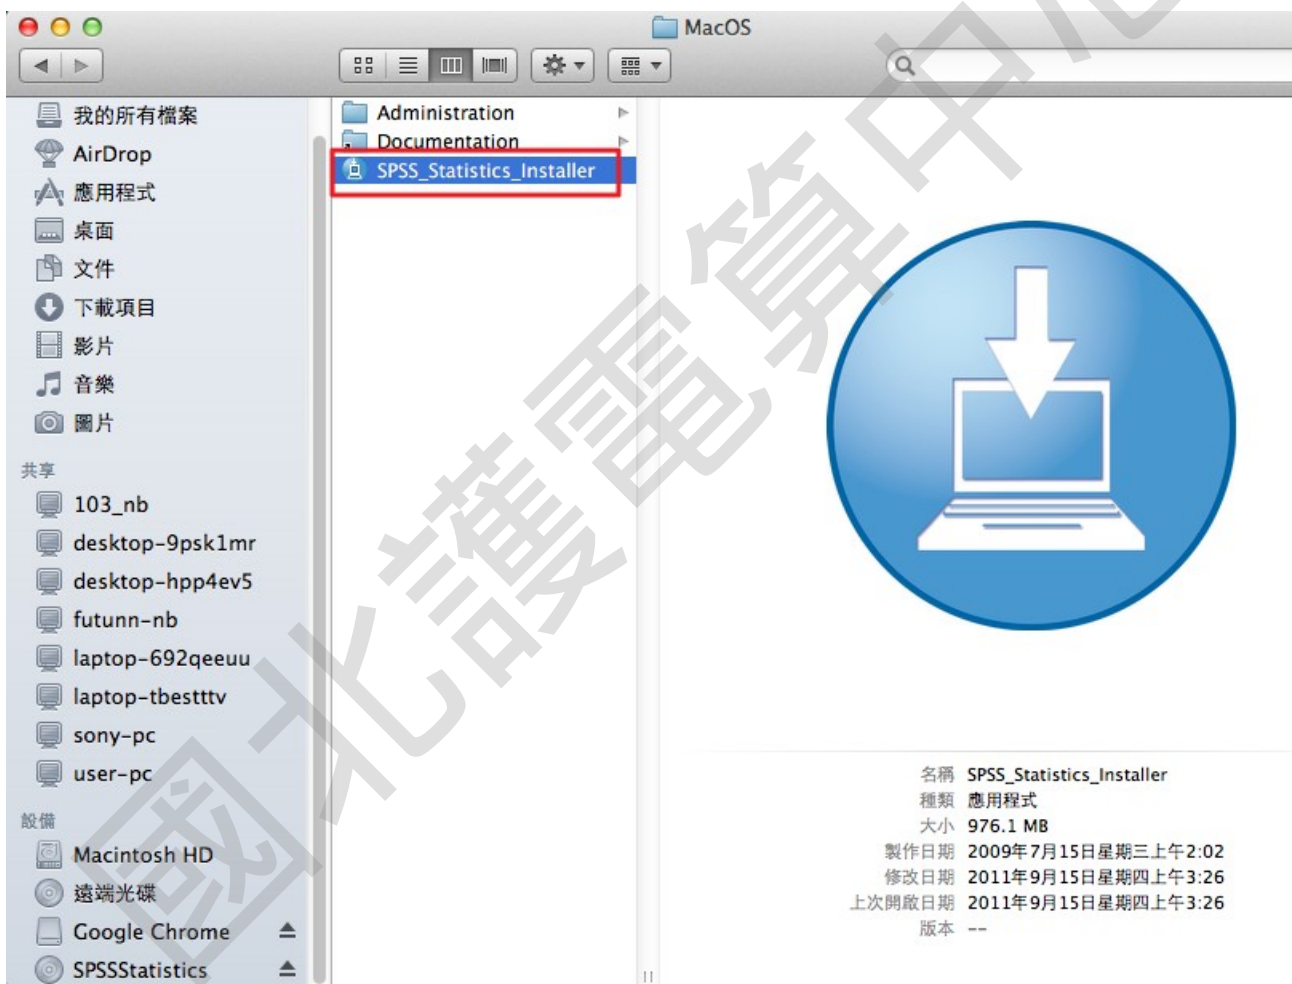 MacOS
我的所有檔案
AirDrop
應用程式
桌面
文件
下載項目
影片
音樂
圖片
共享
103_nb
desktop-9psk1mr
desktop-hpp4ev5
futunn-nb
laptop-692qeeuu
laptop-tbestttv
sony-pc
user-pc
設備
Macintosh HD
遠端光碟
Google Chrome
SPSSStatistics
Administration
Documentation
SPSS_Statistics_Installer
名稱 SPSS_Statistics_Installer
種類 應用程式
大小 976.1 MB
製作日期 2009年7月15日星期三上午2:02
修改日期 2011年9月15日星期四上午3:26
上次開啟日期 2011年9月15日星期四上午3:26
版本 --
國北護電算中心